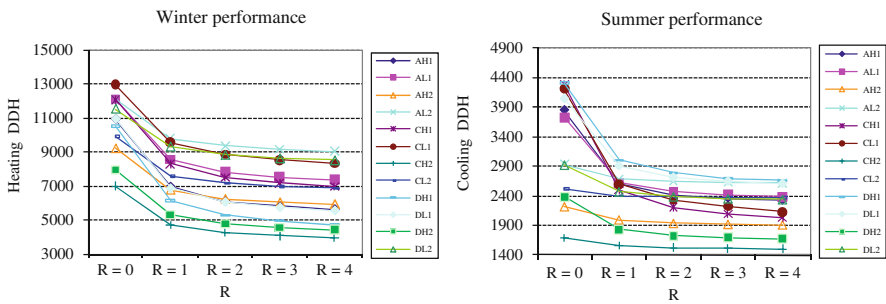 Winter performance
Heating DDH
15000
13000
11000
9000
7000
5000
3000
R = 0 R = 1 R = 2 R = 3 R = 4
R
AH1
AL1
AH2
AL2
CH1
CL1
CH2
CL2
DH1
DL1
DH2
DL2
Summer performance
Cooling DDH
4900
4400
3900
3400
2900
2400
1900
1400
R = 0 R = 1 R = 2 R = 3 R = 4
R
AH1
AL1
AH2
AL2
CH1
CL1
CH2
CL2
DH1
DL1
DH2
DL2